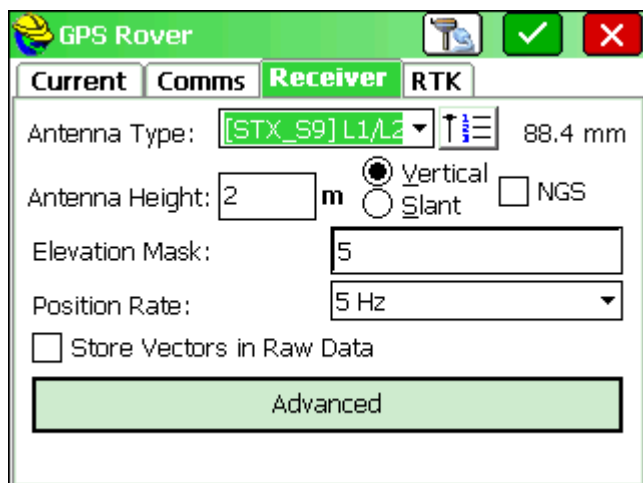 GPS Rover
Current Comms Receiver RTK
Antenna Type: [STX_S9] L1/L2 88.4 mm
Antenna Height: 2 m Vertical Slant NGS
Elevation Mask: 5
Position Rate: 5 Hz
Store Vectors in Raw Data
Advanced